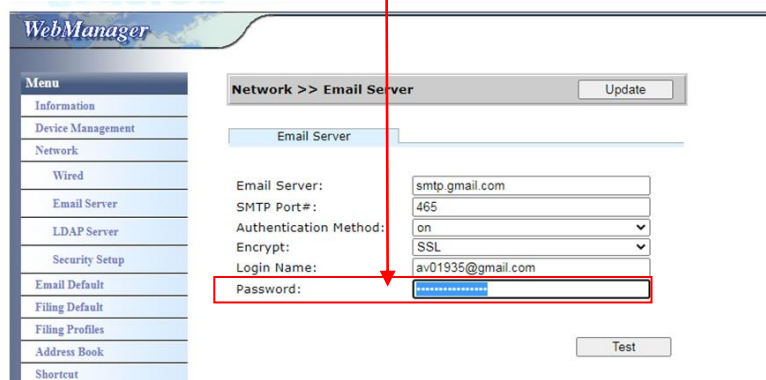 WebManager
Menu
Information
Device Management
Network
Wired
Email Server
LDAP Server
Security Setup
Email Default
Filing Default
Filing Profiles
Address Book
Shortcut
Network >> Email Server
Update
Email Server
Email Server: smtp.gmail.com
SMTP Port#: 465
Authentication Method: on
Encrypt: SSL
Login Name: av01935@gmail.com
Password: ••••••••••••••••
Test